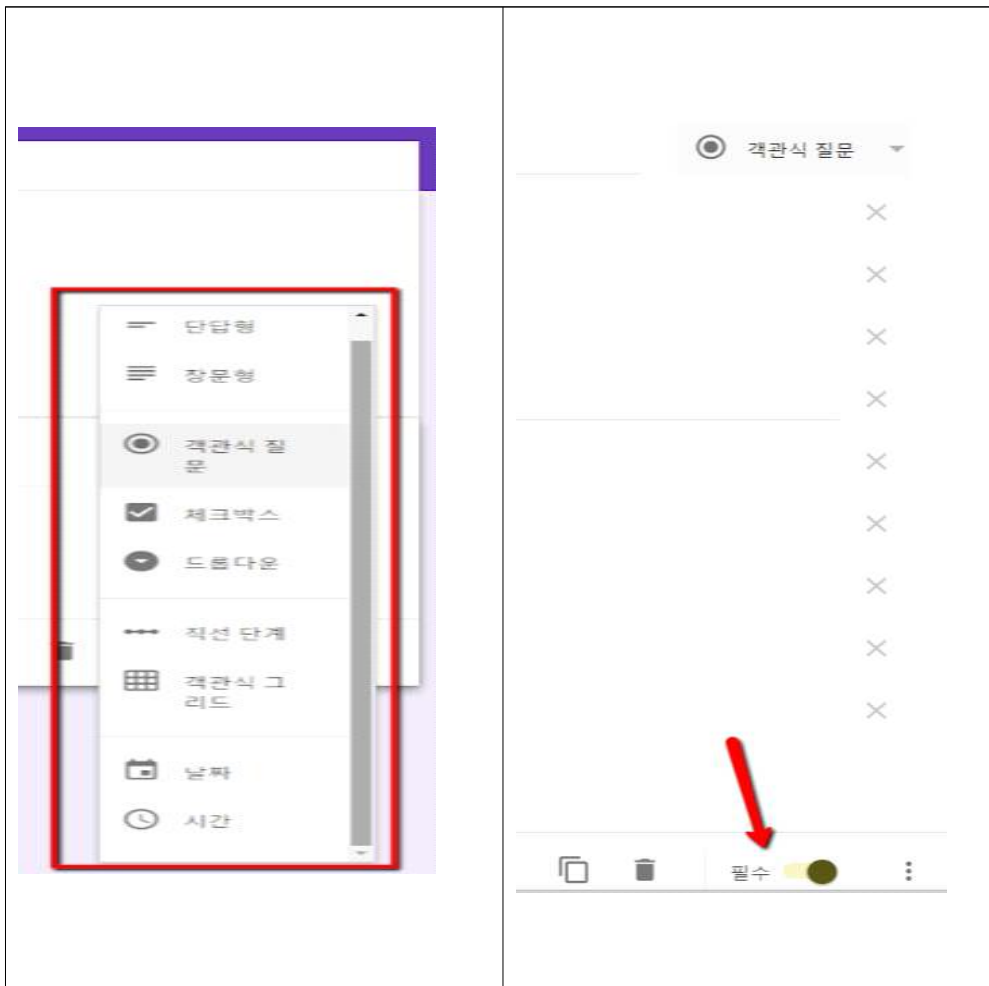 단답형
장문형
객관식 질
문
체크박스
드롭다운
직선 단계
객관식 그
리드
날짜
시간
객관식 질문
필수